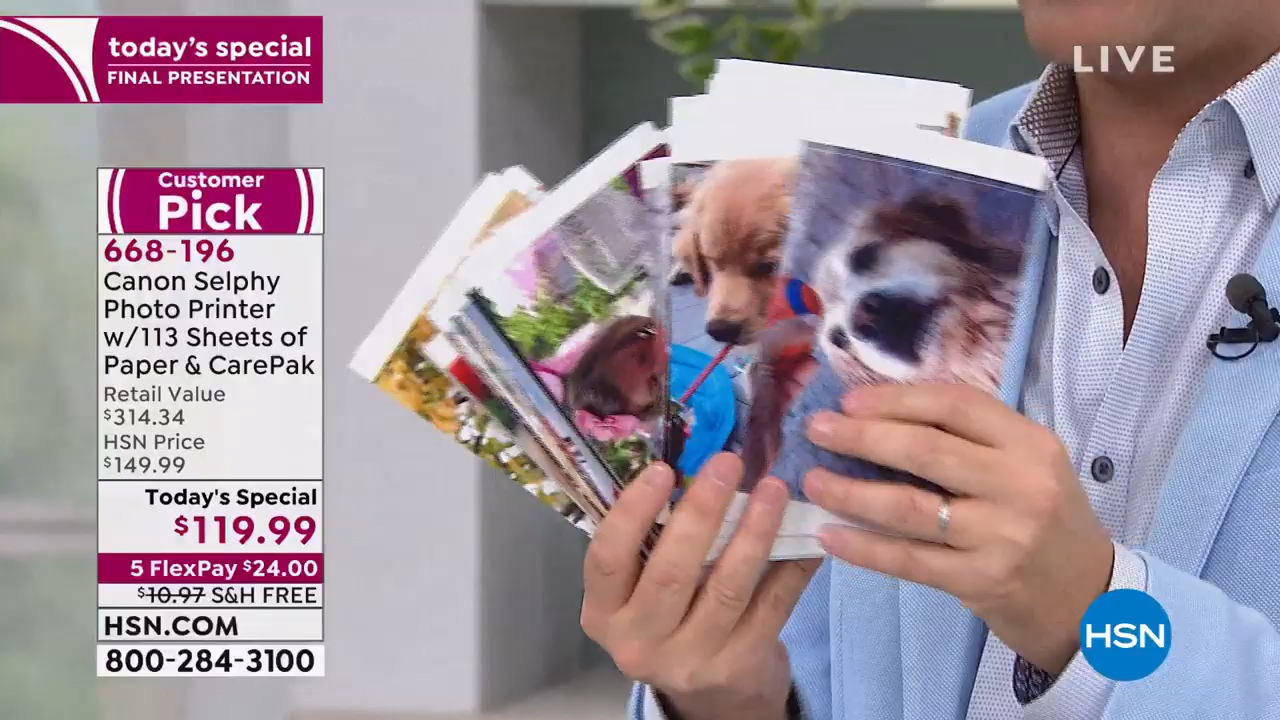 today's special
FINAL PRESENTATION
LIVE
Customer
Pick
668-196
Canon Selphy
Photo Printer
w/113 Sheets of
Paper & CarePak
Retail Value
$314.34
HSN Price
$149.99
Today's Special
$119.99
5 FlexPay $24.00
$10.97 S&H FREE
HSN.COM
800-284-3100
HSN